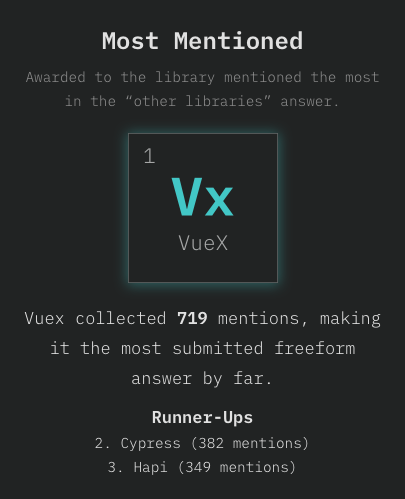 Most Mentioned
Awarded to the library mentioned the most
in the “other libraries” answer.
1
Vx
VueX
Vuex collected 719 mentions, making
it the most submitted freeform
answer by far.
Runner-Ups
2. Cypress (382 mentions)
3. Hapi (349 mentions)